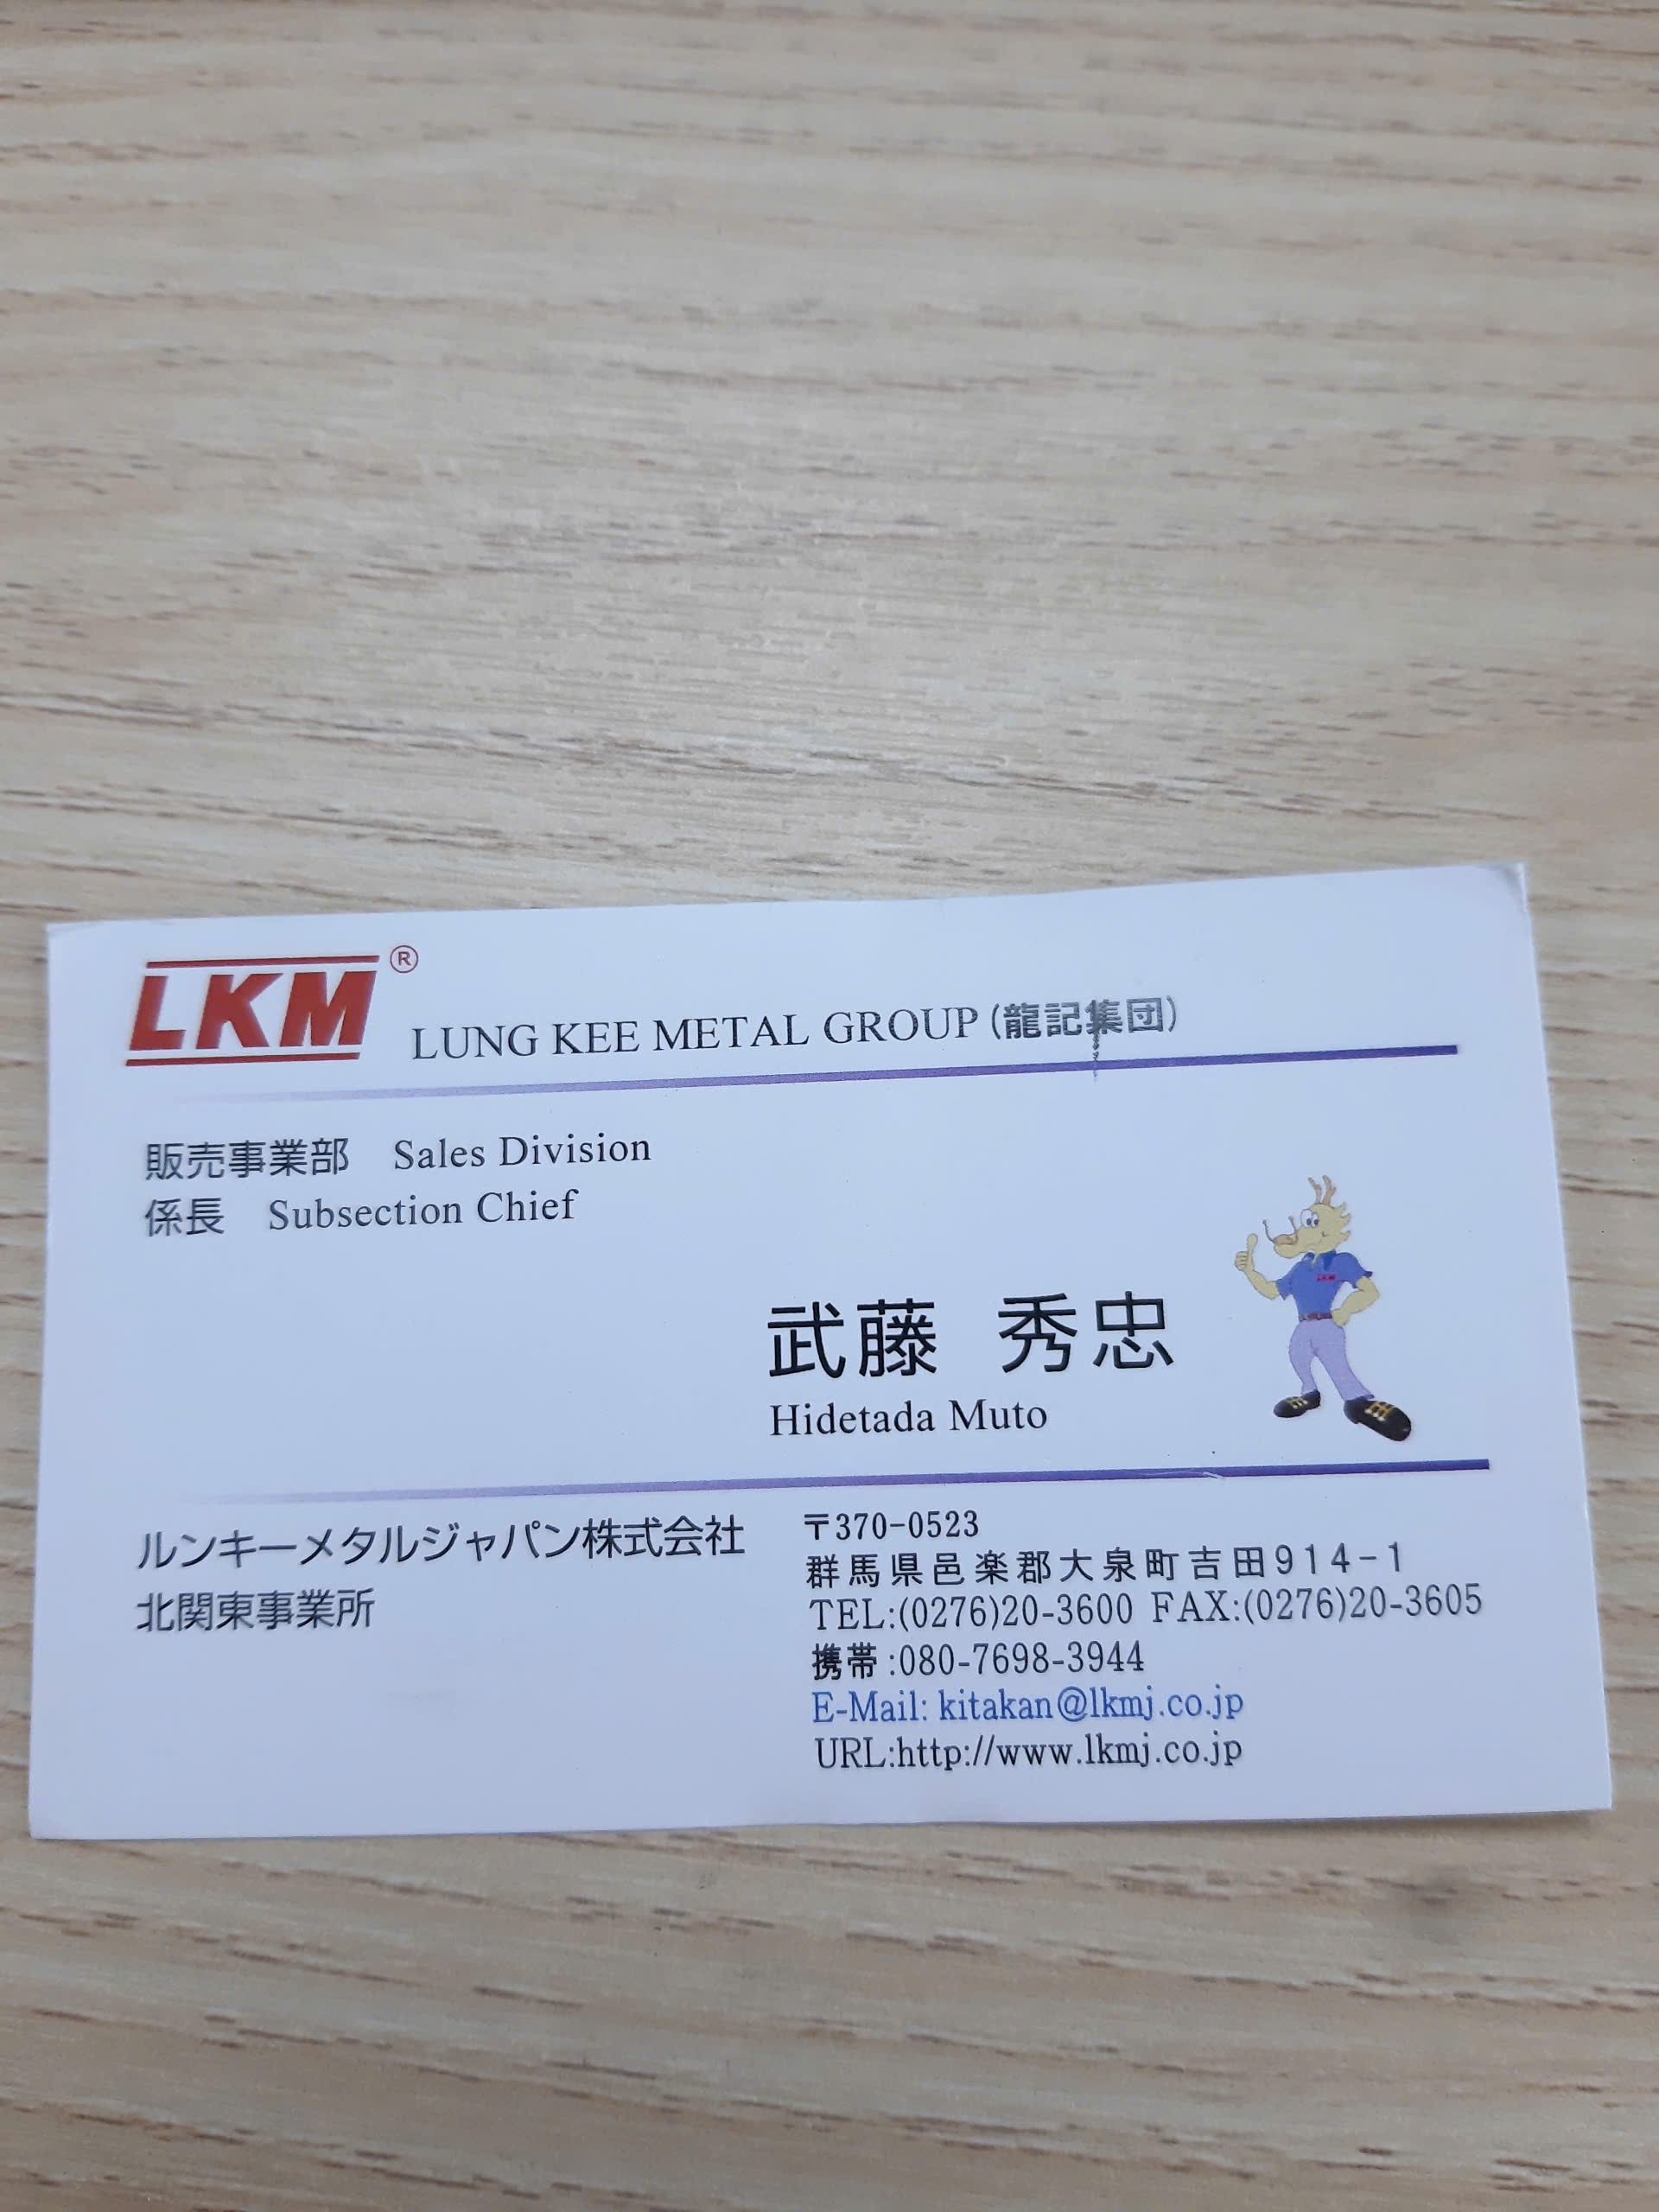 LKM®
LUNG KEE METAL GROUP(龍記集団)
販売事業部 Sales Division
係長 Subsection Chief
武藤 秀忠
Hidetada Muto
ルンキーメタルジャパン株式会社
北関東事業所
〒370-0523
群馬県邑楽郡大泉町吉田914-1
TEL:(0276)20-3600 FAX:(0276)20-3605
携帯:080-7698-3944
E-Mail: kitakan@lkmj.co.jp
URL:http://www.lkmj.co.jp
LKM